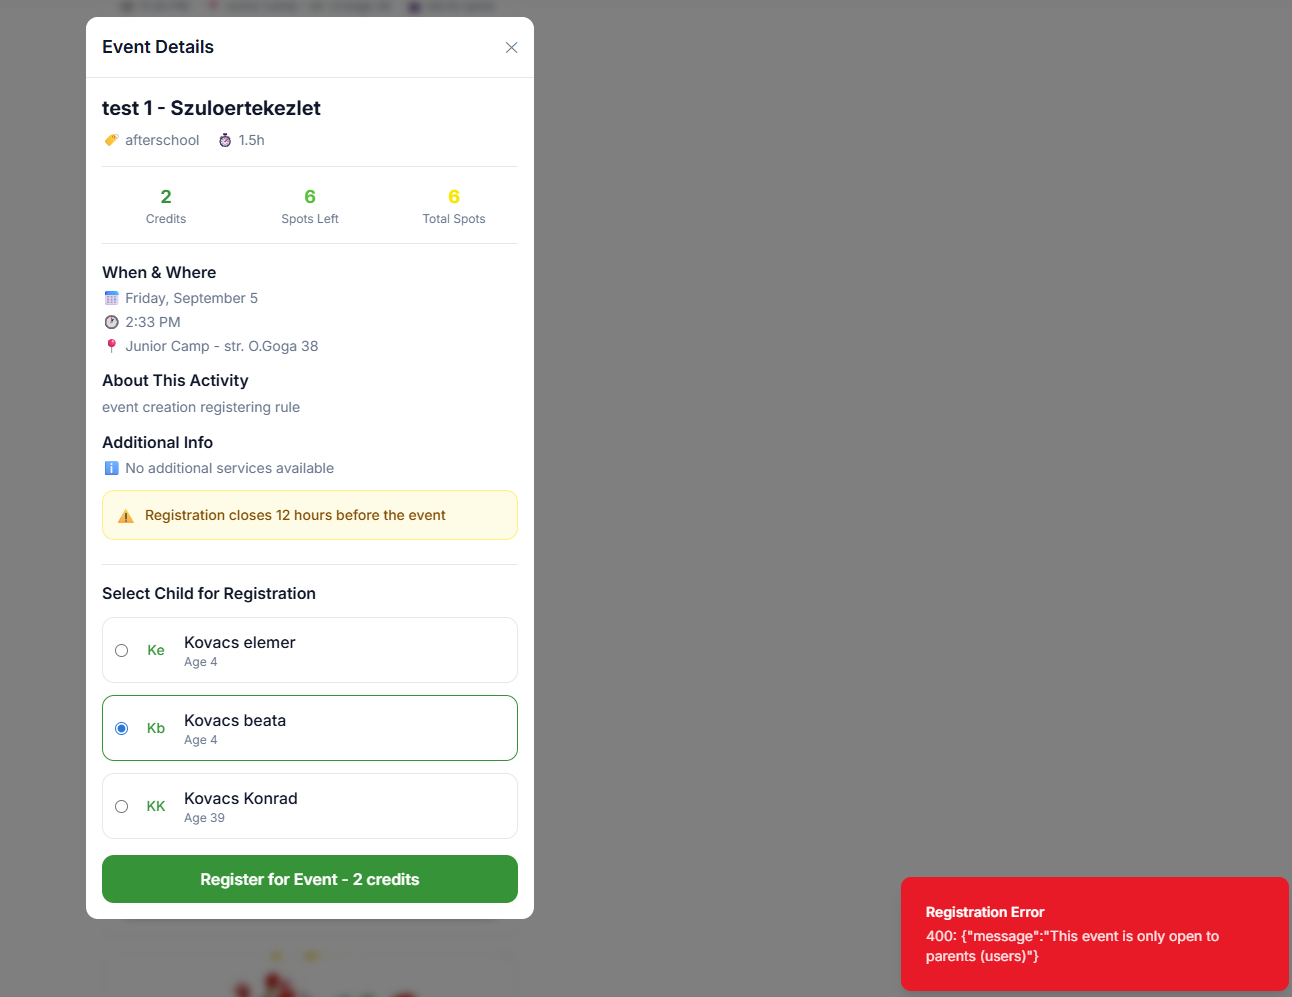 Event Details
test 1 - Szuloertekezlet
afterschool 1.5h
2 6 6
Credits Spots Left Total Spots
When & Where
Friday, September 5
2:33 PM
Junior Camp - str. O.Goga 38
About This Activity
event creation registering rule
Additional Info
No additional services available
Registration closes 12 hours before the event
Select Child for Registration
Ke Kovacs elemer
Age 4
Kb Kovacs beata
Age 4
KK Kovacs Konrad
Age 39
Register for Event - 2 credits
Registration Error
400: {"message":"This event is only open to
parents (users)"}